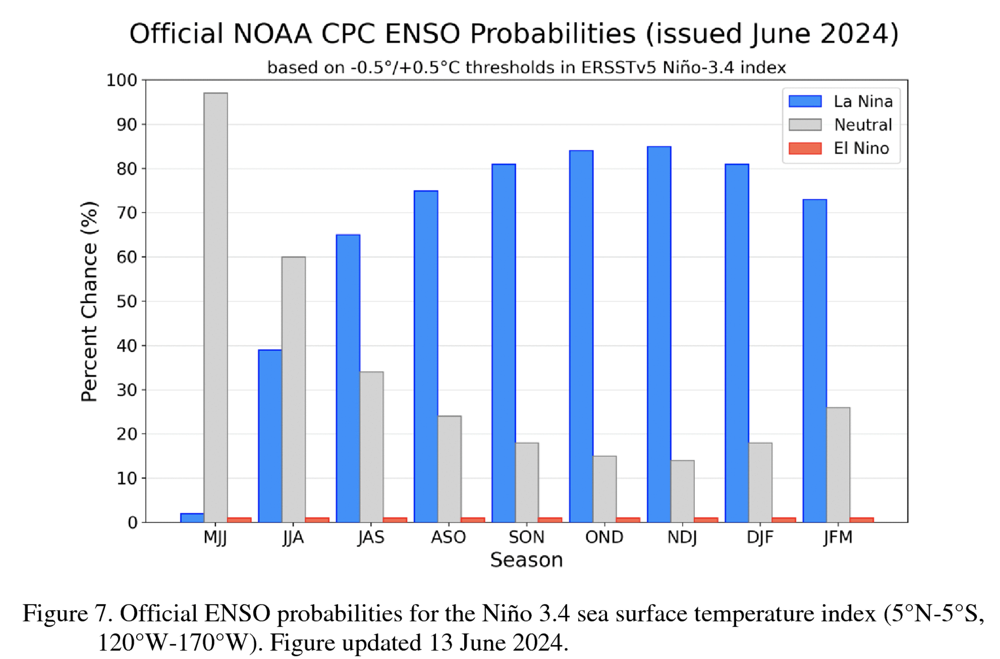 Official NOAA CPC ENSO Probabilities (issued June 2024)
based on -0.5°/+0.5°C thresholds in ERSSTv5 Niño-3.4 index
100
90
80
70
60
50
40
30
20
10
0
Percent Chance (%)
La Nina
Neutral
El Nino
MJJ JJA JAS ASO SON OND NDJ DJF JFM
Season
Figure 7. Official ENSO probabilities for the Niño 3.4 sea surface temperature index (5°N-5°S,
120°W-170°W). Figure updated 13 June 2024.